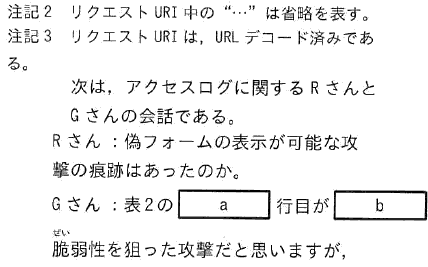 注記2 リクエスト URI 中の “…” は省略を表す。
注記3 リクエスト URI は，URL デコード済みであ
る。
次は，アクセスログに関する R さんと
G さんの会話である。
R さん：偽フォームの表示が可能な攻
撃の痕跡はあったのか。
G さん：表2の a 行目が b
ぜい
脆弱性を狙った攻撃だと思いますが，